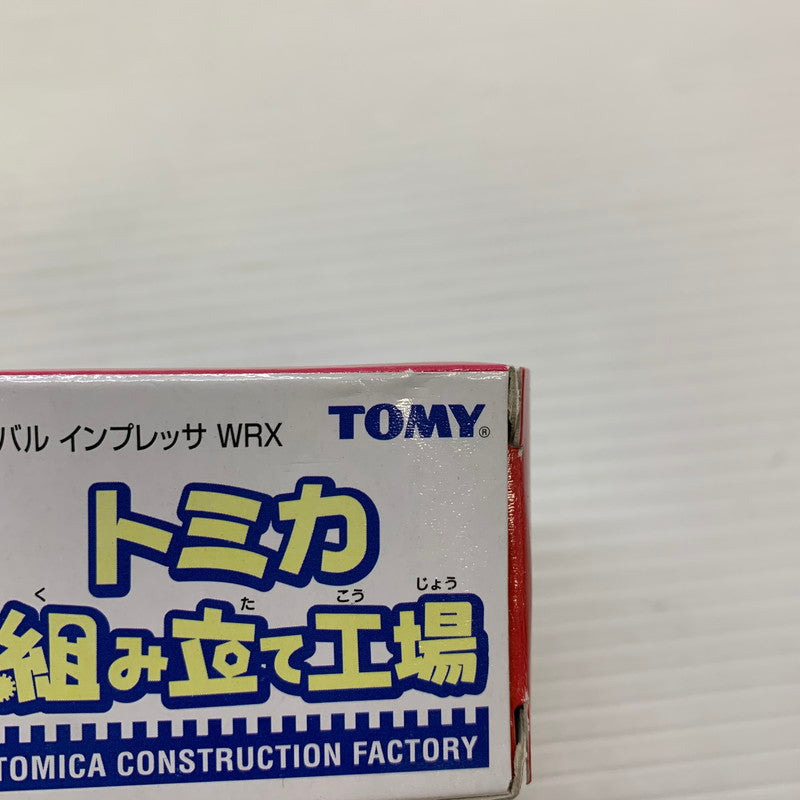 バル インプレッサ WRX
TOMY®
トミカ
く た こう じょう
組み立て工場
TOMICA CONSTRUCTION FACTORY